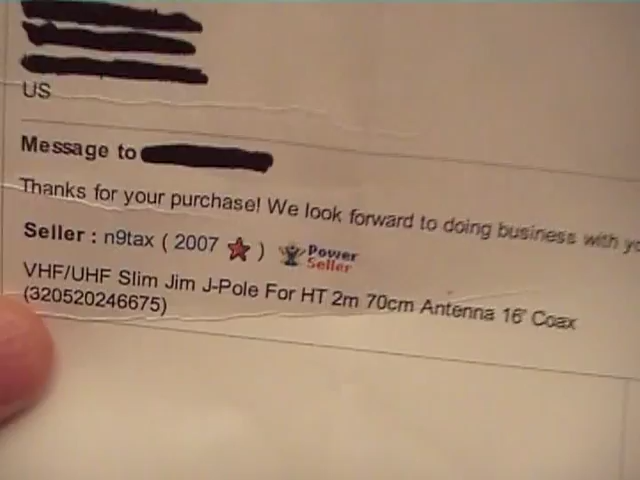 US
Message to
Thanks for your purchase! We look forward to doing business with
Seller : n9tax ( 2007 ) Power Seller
VHF/UHF Slim Jim J-Pole For HT 2m 70cm Antenna 16' Coax
(320520246675)